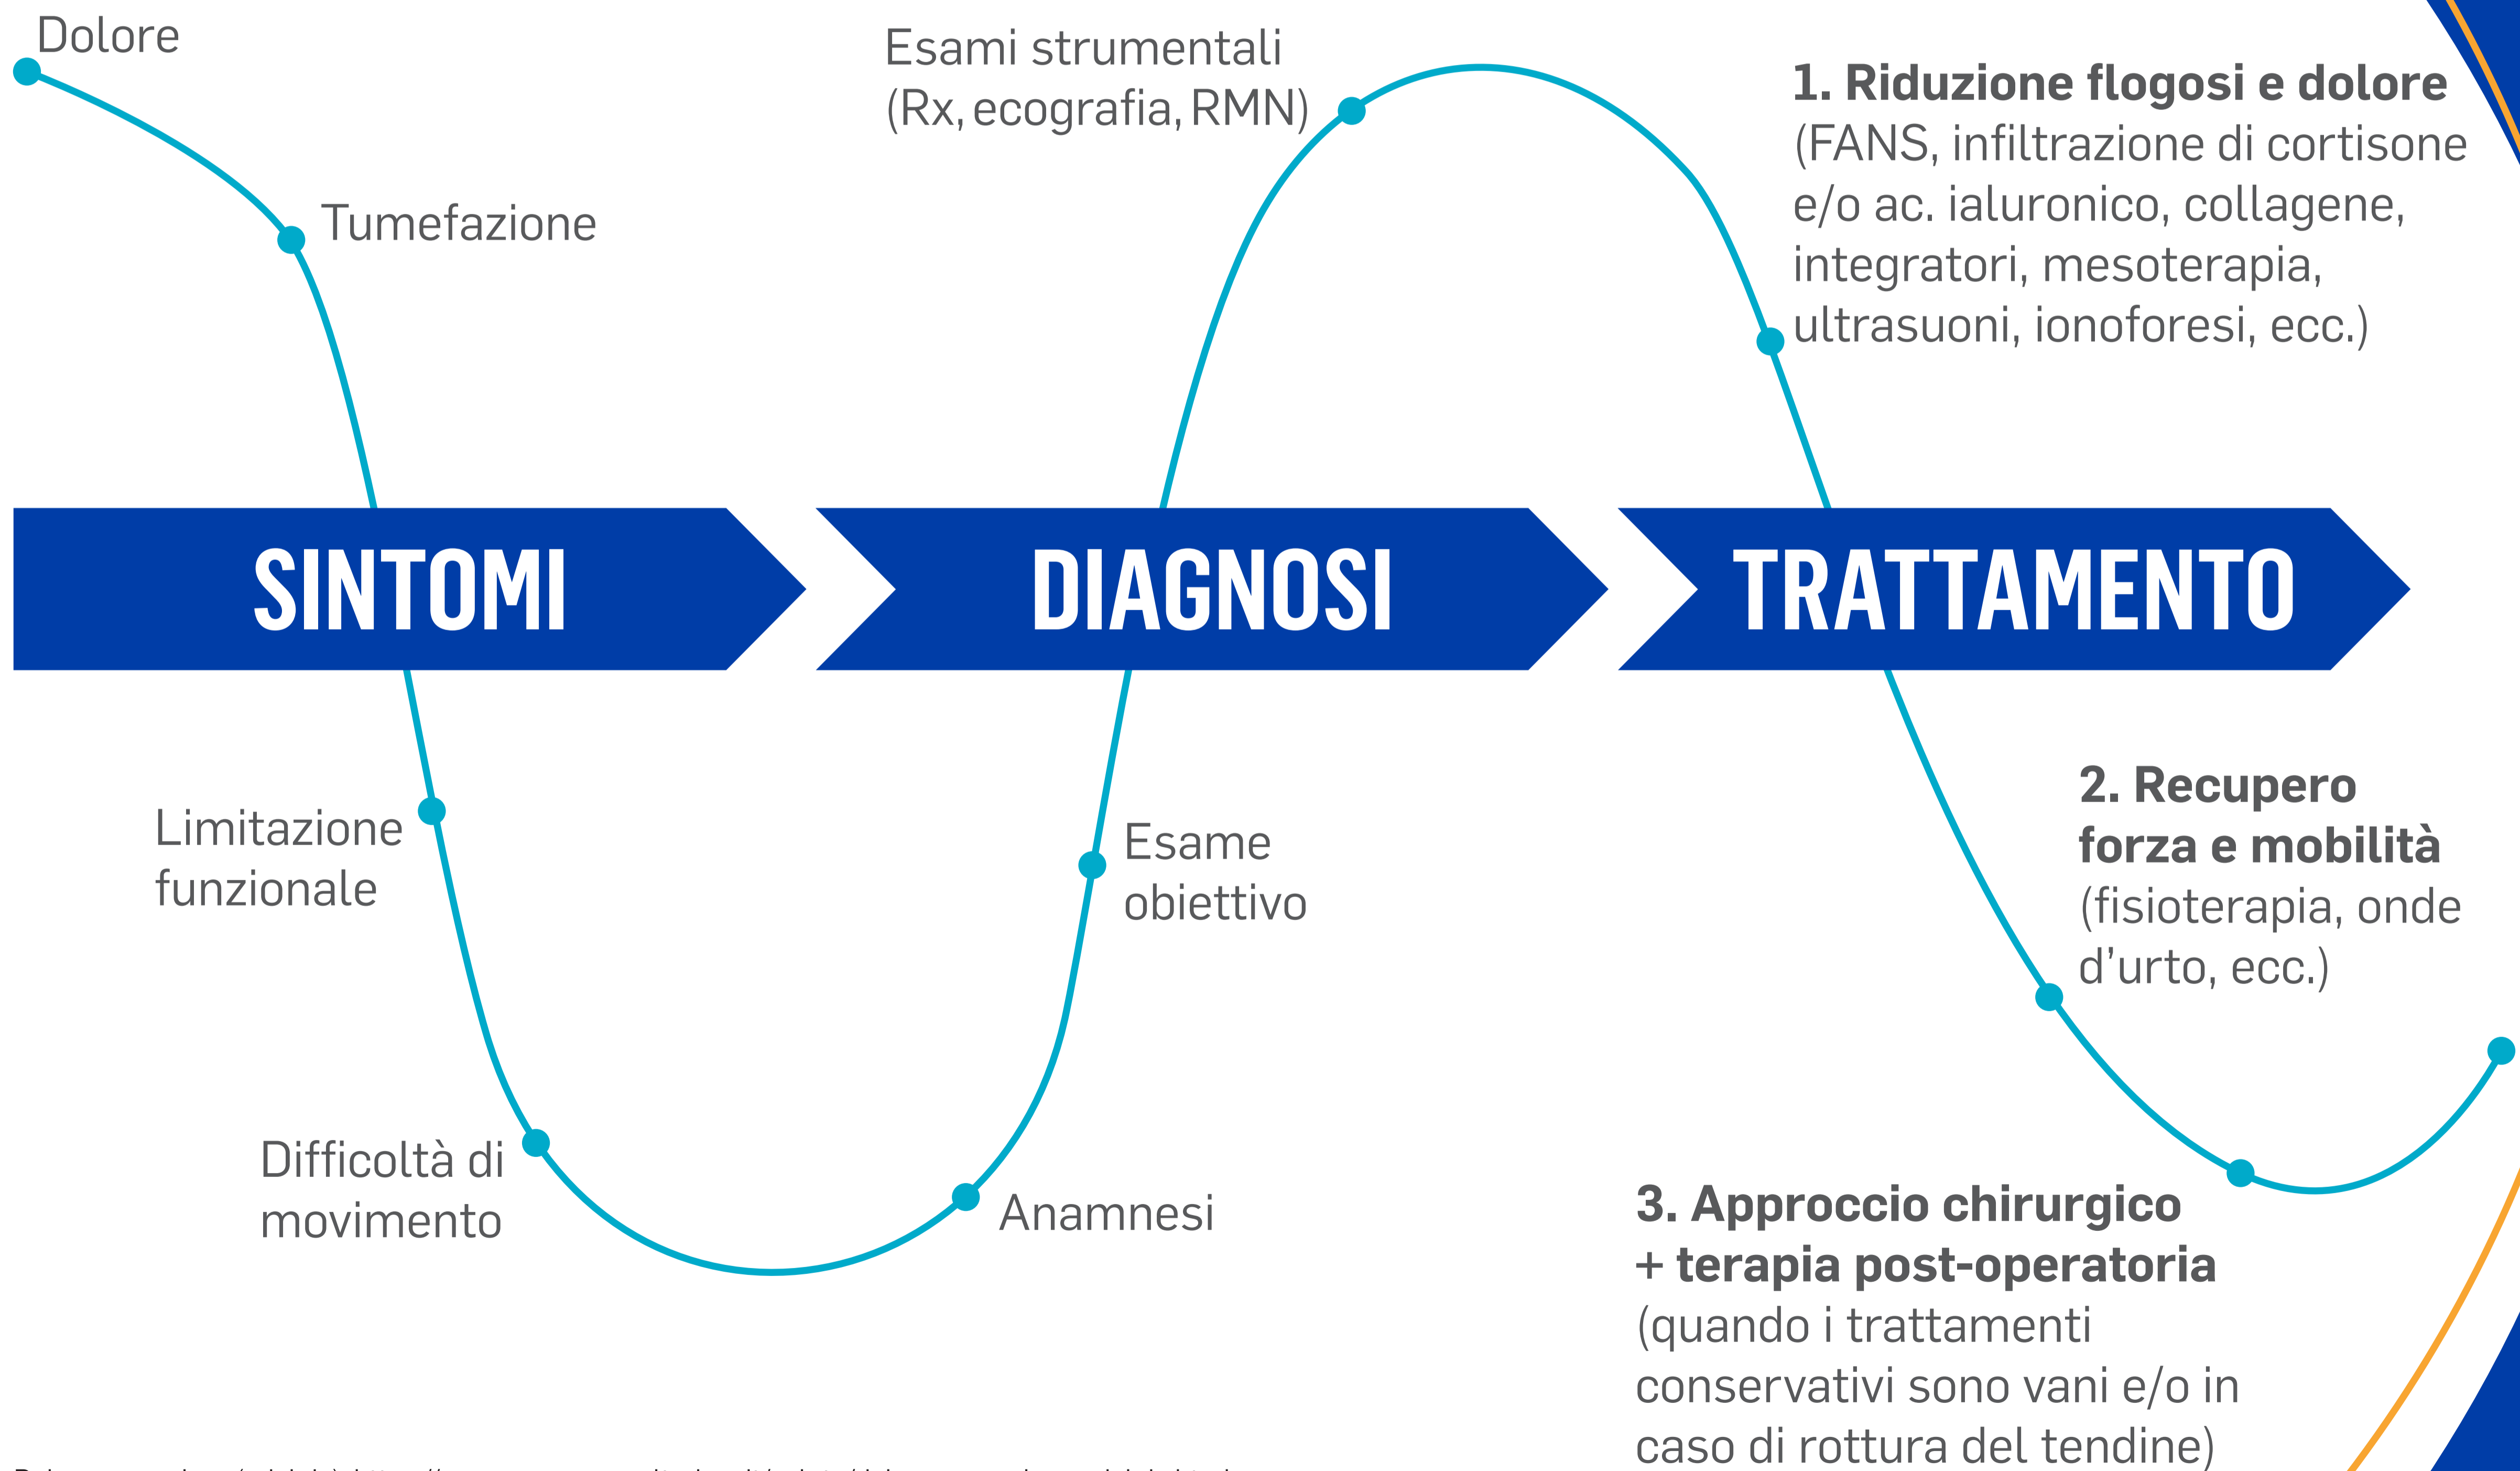 Dolore
Tumefazione
SINTOMI
Limitazione
funzionale
Difficoltà di
movimento
Esami strumentali
(Rx, ecografia, RMN)
DIAGNOSI
Esame
obiettivo
Anamnesi
1. Riduzione flogosi e dolore
(FANS, infiltrazione di cortisone
e/o ac. ialuronico, collagene,
integratori, mesoterapia,
ultrasuoni, ionoforesi, ecc.)
TRATTAMENTO
2. Recupero
forza e mobilità
(fisioterapia, onde
d'urto, ecc.)
3. Approccio chirurgico
+ terapia post-operatoria
(quando i trattamenti
conservativi sono vani e/o in
caso di rottura del tendine)